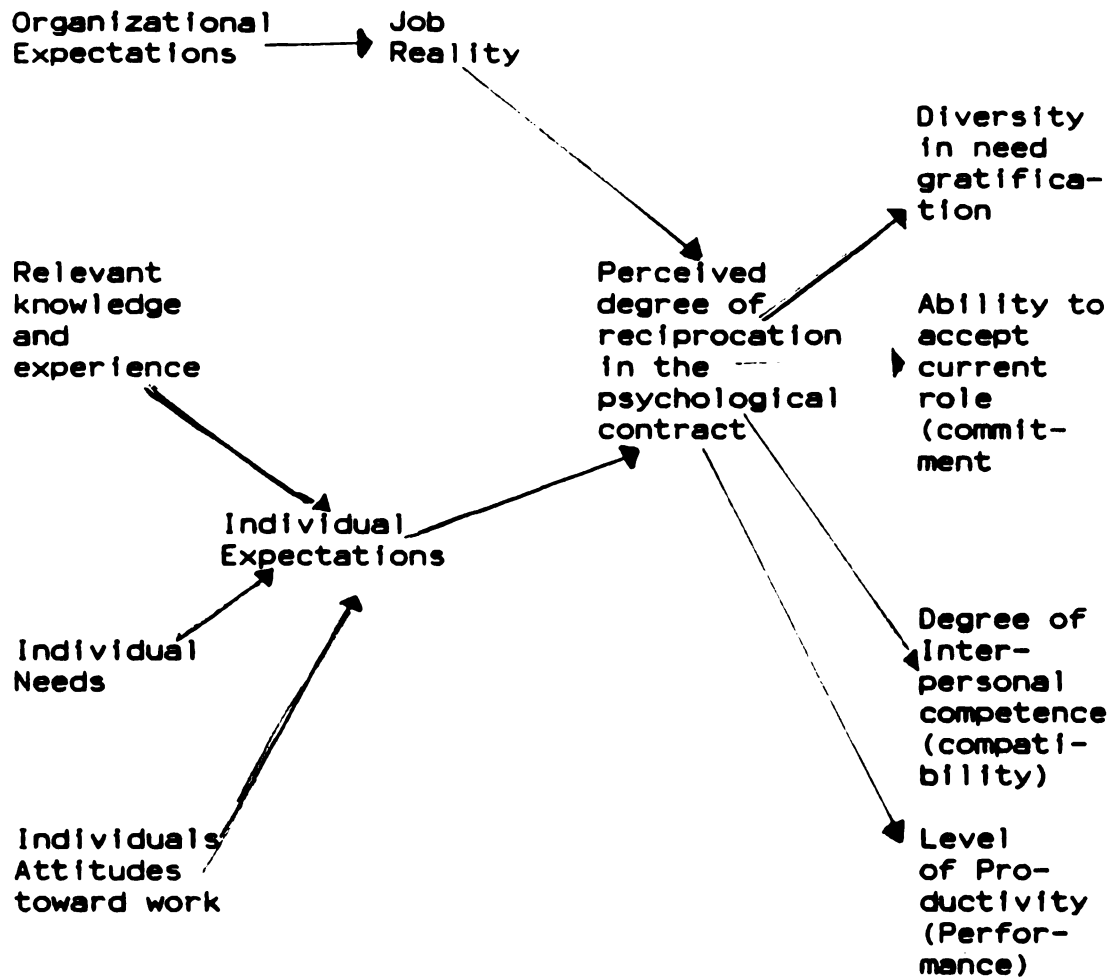 Organizational
Expectations
Job
Reality
Diversity
in need
gratifica-
tion
Relevant
knowledge
and
experience
Perceived
degree of
reciprocation
in the
psychological
contract
Ability to
accept
current
role
(commit-
ment
Individual
Expectations
Individual
Needs
Degree of
Inter-
personal
competence
(compati-
bility)
Individuals
Attitudes
toward work
Level
of Pro-
ductivity
(Perfor-
mance)